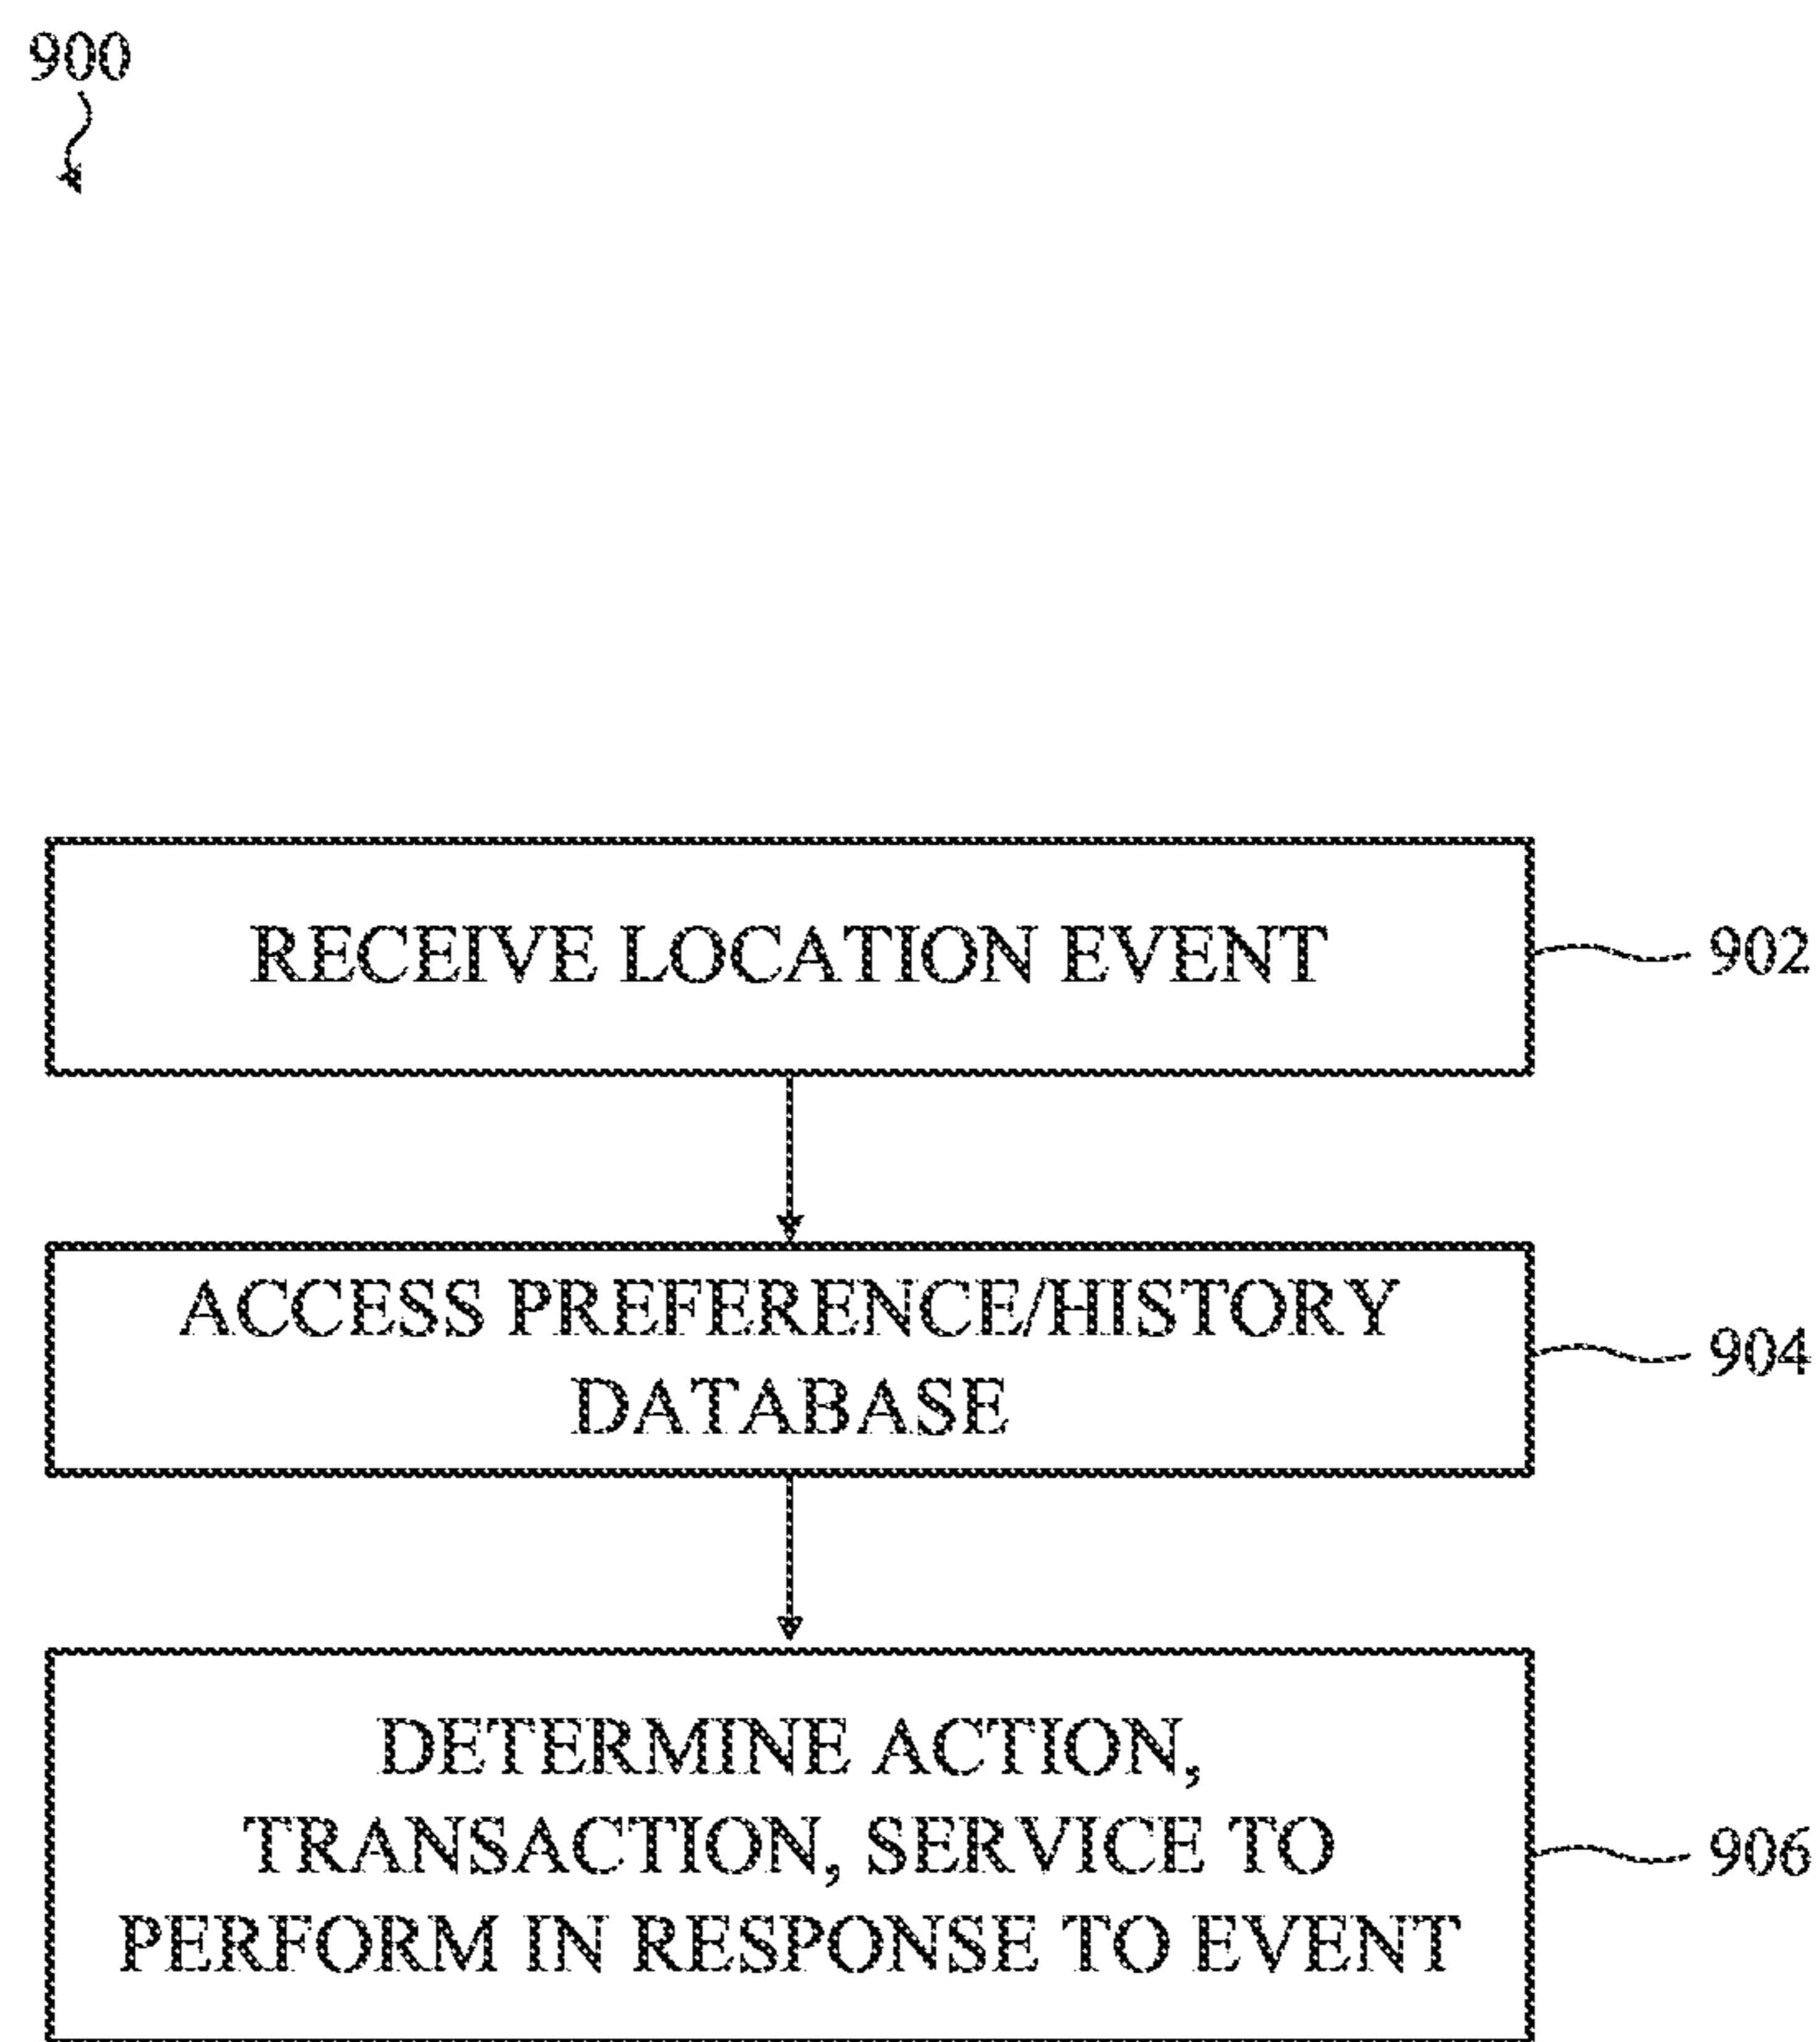 900
RECEIVE LOCATION EVENT
902
ACCESS PREFERENCE/HISTORY
DATABASE
904
DETERMINE ACTION,
TRANSACTION, SERVICE TO
PERFORM IN RESPONSE TO EVENT
906